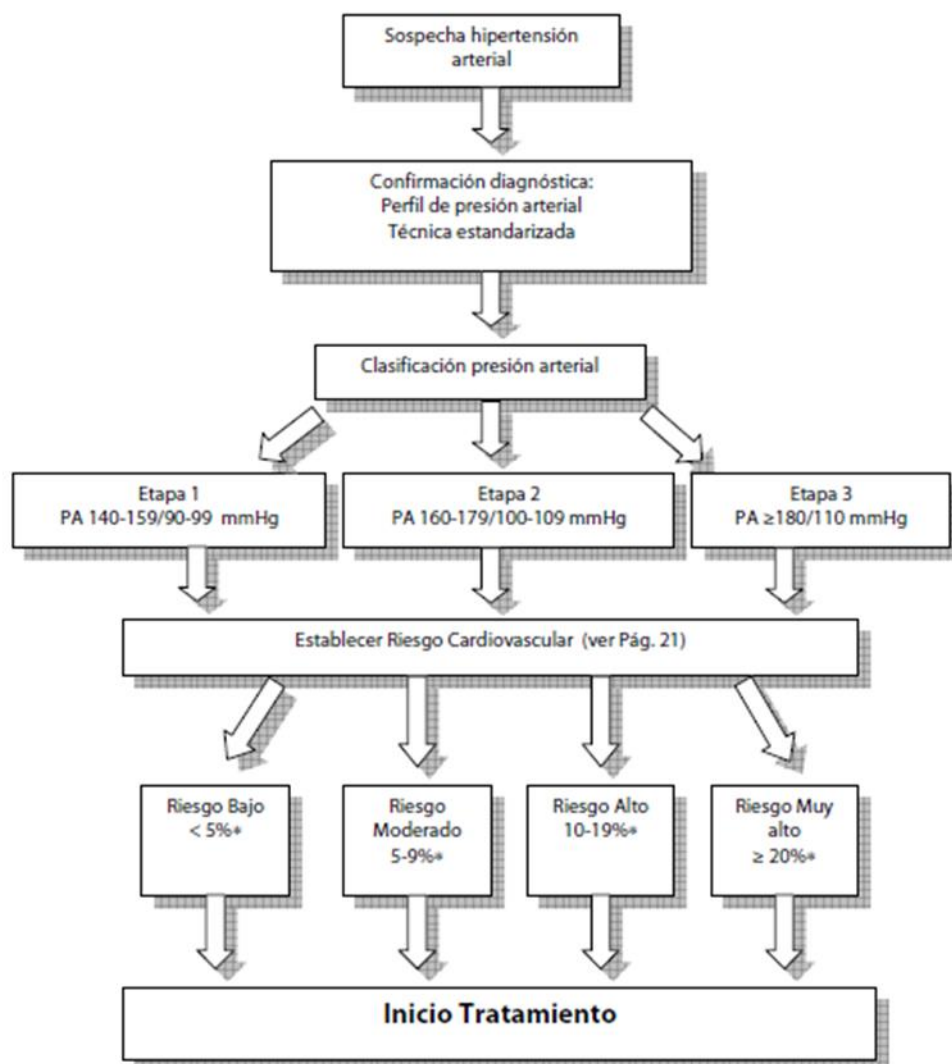 Sospecha hipertensión
arterial
Confirmación diagnóstica:
Perfil de presión arterial
Técnica estandarizada
Clasificación presión arterial
Etapa 1
PA 140-159/90-99 mmHg
Etapa 2
PA 160-179/100-109 mmHg
Etapa 3
PA ≥180/110 mmHg
Establecer Riesgo Cardiovascular (ver Pág. 21)
Riesgo Bajo
< 5%*
Riesgo
Moderado
5-9%*
Riesgo Alto
10-19%*
Riesgo Muy
alto
≥ 20%*
Inicio Tratamiento